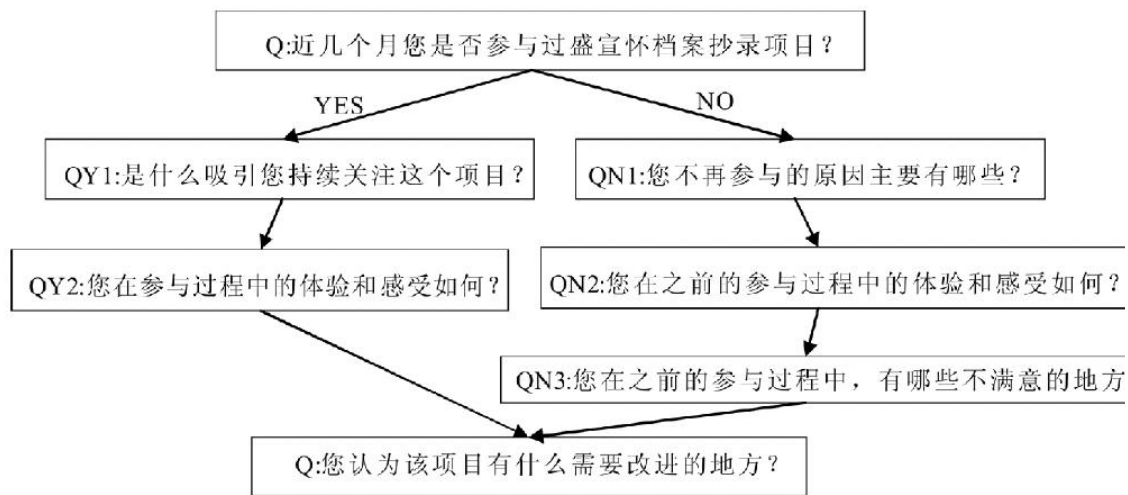 Q:近几个月您是否参与过盛宣怀档案抄录项目？
YES
NO
QY1:是什么吸引您持续关注这个项目？
QN1:您不再参与的原因主要有哪些？
QY2:您在参与过程中的体验和感受如何？
QN2:您在之前的参与过程中的体验和感受如何？
QN3:您在之前的参与过程中，有哪些不满意的地方
Q:您认为该项目有什么需要改进的地方？